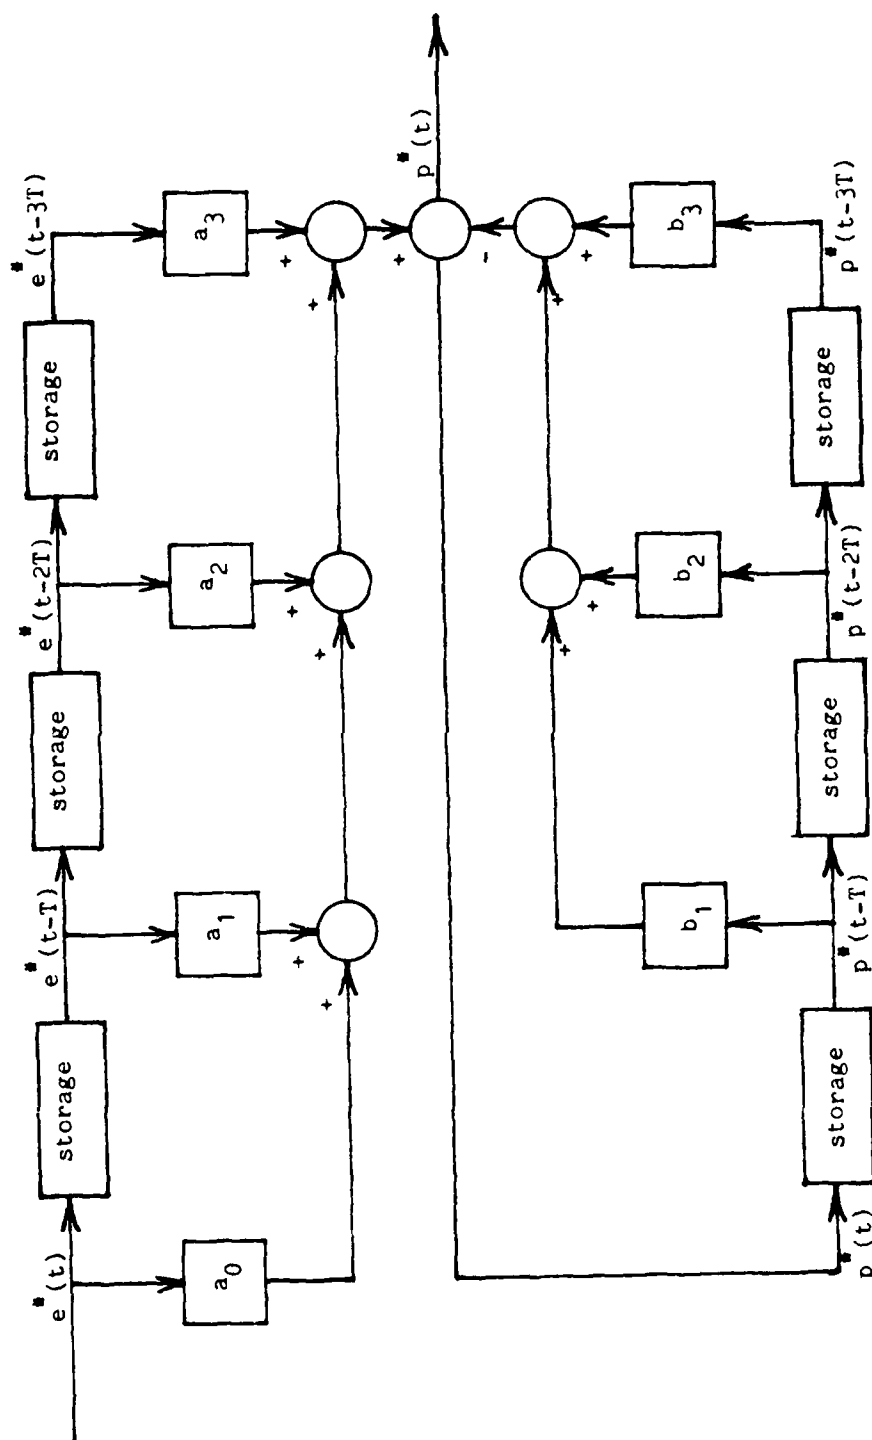 e*(t)
e*(t-T)
e*(t-2T)
e*(t-3T)
storage
storage
storage
a0
a1
a2
a3
+
+
+
+
+
+
+
-
p*(t)
+
+
+
+
b1
b2
b3
storage
storage
storage
p*(t)
p*(t-T)
p*(t-2T)
p*(t-3T)